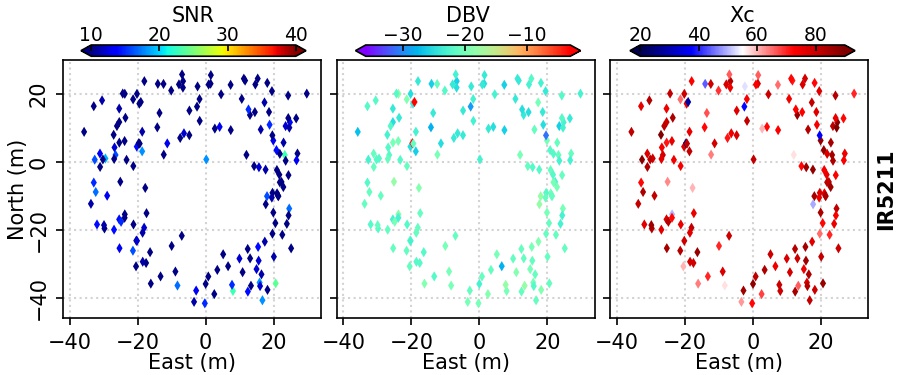 SNR DBV Xc
10 20 30 40 −30 −20 −10 20 40 60 80
20
0
−20
−40
North (m)
IR5211
−40 −20 0 20 −40 −20 0 20 −40 −20 0 20
East (m) East (m) East (m)